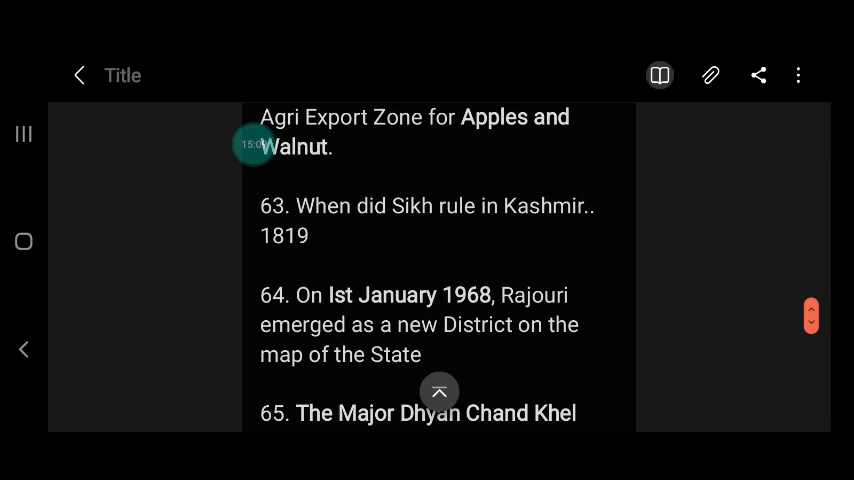 Title
Agri Export Zone for Apples and
Walnut.
63. When did Sikh rule in Kashmir..
1819
64. On Ist January 1968, Rajouri
emerged as a new District on the
map of the State
65. The Major Dhyan Chand Khel